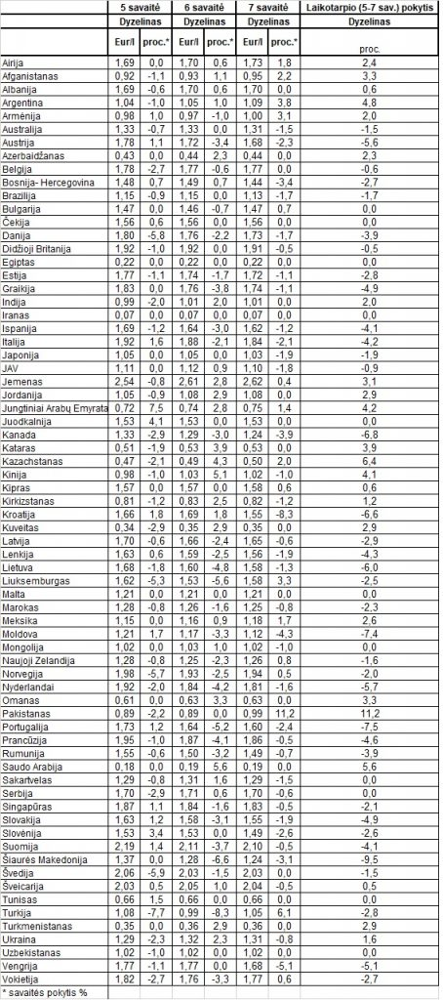 5 savaitė 6 savaitė 7 savaitė Laikotarpio (5-7 sav.) pokytis
Dyzelinas Dyzelinas Dyzelinas Dyzelinas
Eur/l proc.* Eur/l proc.* Eur/l proc.* proc.
Airija 1,69 0,0 1,70 0,6 1,73 1,8 2,4
Afganistanas 0,92 -1,1 0,93 1,1 0,95 2,2 3,3
Albanija 1,69 -0,6 1,70 0,6 1,70 0,0 0,6
Argentina 1,04 -1,0 1,05 1,0 1,09 3,8 4,8
Armėnija 0,98 1,0 0,97 -1,0 1,00 3,1 2,0
Australija 1,33 -0,7 1,33 0,0 1,31 -1,5 -1,5
Austrija 1,78 1,1 1,72 -3,4 1,68 -2,3 -5,6
Azerbaidžanas 0,43 0,0 0,44 2,3 0,44 0,0 2,3
Belgija 1,78 -2,7 1,77 -0,6 1,77 0,0 -0,6
Bosnija- Hercegovina 1,48 0,7 1,49 0,7 1,44 -3,4 -2,7
Brazilija 1,15 -0,9 1,15 0,0 1,13 -1,7 -1,7
Bulgarija 1,47 0,0 1,46 -0,7 1,47 0,7 0,0
Čekija 1,56 0,6 1,56 0,0 1,56 0,0 0,0
Danija 1,80 -5,8 1,76 -2,2 1,73 -1,7 -3,9
Didžioji Britanija 1,92 -1,0 1,92 0,0 1,91 -0,5 -0,5
Egiptas 0,22 0,0 0,22 0,0 0,22 0,0 0,0
Estija 1,77 -1,1 1,74 -1,7 1,72 -1,1 -2,8
Graikija 1,83 0,0 1,76 -3,8 1,74 -1,1 -4,9
Indija 0,99 -2,0 1,01 2,0 1,01 0,0 2,0
Iranas 0,07 0,0 0,07 0,0 0,07 0,0 0,0
Ispanija 1,69 -1,2 1,64 -3,0 1,62 -1,2 -4,1
Italija 1,92 1,6 1,88 -2,1 1,84 -2,1 -4,2
Japonija 1,05 0,0 1,05 0,0 1,03 -1,9 -1,9
JAV 1,11 0,0 1,12 0,9 1,10 -1,8 -0,9
Jemenas 2,54 -0,8 2,61 2,8 2,62 0,4 3,1
Jordanija 1,05 -0,9 1,08 2,9 1,08 0,0 2,9
Jungtiniai Arabų Emyratai 0,72 7,5 0,74 2,8 0,75 1,4 4,2
Juodkalnija 1,53 4,1 1,53 0,0 1,53 0,0 0,0
Kanada 1,33 -2,9 1,29 -3,0 1,24 -3,9 -6,8
Kataras 0,51 -1,9 0,53 3,9 0,53 0,0 3,9
Kazachstanas 0,47 -2,1 0,49 4,3 0,50 2,0 6,4
Kinija 0,98 -1,0 1,03 5,1 1,02 -1,0 4,1
Kipras 1,57 0,0 1,57 0,0 1,58 0,6 0,6
Kirkizstanas 0,81 -1,2 0,83 2,5 0,82 -1,2 1,2
Kroatija 1,66 1,8 1,69 1,8 1,55 -8,3 -6,6
Kuveitas 0,34 -2,9 0,35 2,9 0,35 0,0 2,9
Latvija 1,70 -0,6 1,66 -2,4 1,65 -0,6 -2,9
Lenkija 1,63 0,6 1,59 -2,5 1,56 -1,9 -4,3
Lietuva 1,68 -1,8 1,60 -4,8 1,58 -1,3 -6,0
Liuksemburgas 1,62 -5,3 1,53 -5,6 1,58 3,3 -2,5
Malta 1,21 0,0 1,21 0,0 1,21 0,0 0,0
Marokas 1,28 -0,8 1,26 -1,6 1,25 -0,8 -2,3
Meksika 1,15 0,0 1,16 0,9 1,18 1,7 2,6
Moldova 1,21 1,7 1,17 -3,3 1,12 -4,3 -7,4
Mongolija 1,02 0,0 1,03 1,0 1,02 -1,0 0,0
Naujoji Zelandija 1,28 -0,8 1,25 -2,3 1,26 0,8 -1,6
Norvegija 1,98 -5,7 1,93 -2,5 1,94 0,5 -2,0
Nyderlandai 1,92 -2,0 1,84 -4,2 1,81 -1,6 -5,7
Omanas 0,61 0,0 0,63 3,3 0,63 0,0 3,3
Pakistanas 0,89 -2,2 0,89 0,0 0,99 11,2 11,2
Portugalija 1,73 1,2 1,64 -5,2 1,60 -2,4 -7,5
Prancūzija 1,95 -1,0 1,87 -4,1 1,86 -0,5 -4,6
Rumunija 1,55 -0,6 1,50 -3,2 1,49 -0,7 -3,9
Saudo Arabija 0,18 0,0 0,19 5,6 0,19 0,0 5,6
Sakartvelas 1,29 -0,8 1,31 1,6 1,29 -1,5 0,0
Serbija 1,70 -2,9 1,71 0,6 1,70 -0,6 0,0
Singapūras 1,87 1,1 1,84 -1,6 1,83 -0,5 -2,1
Slovakija 1,63 1,2 1,58 -3,1 1,55 -1,9 -4,9
Slovėnija 1,53 3,4 1,53 0,0 1,49 -2,6 -2,6
Suomija 2,19 1,4 2,11 -3,7 2,10 -0,5 -4,1
Šiaurės Makedonija 1,37 0,0 1,28 -6,6 1,24 -3,1 -9,5
Švedija 2,06 -5,9 2,03 -1,5 2,03 0,0 -1,5
Šveicarija 2,03 0,5 2,05 1,0 2,04 -0,5 0,5
Tunisas 0,66 1,5 0,66 0,0 0,66 0,0 0,0
Turkija 1,08 -7,7 0,99 -8,3 1,05 6,1 -2,8
Turkmenistanas 0,35 0,0 0,36 2,9 0,36 0,0 2,9
Ukraina 1,29 -2,3 1,32 2,3 1,31 -0,8 1,6
Uzbekistanas 1,02 -1,0 1,02 0,0 1,02 0,0 0,0
Vengrija 1,77 -1,1 1,77 0,0 1,68 -5,1 -5,1
Vokietija 1,82 -2,7 1,76 -3,3 1,77 0,6 -2,7
* savaitės pokytis %